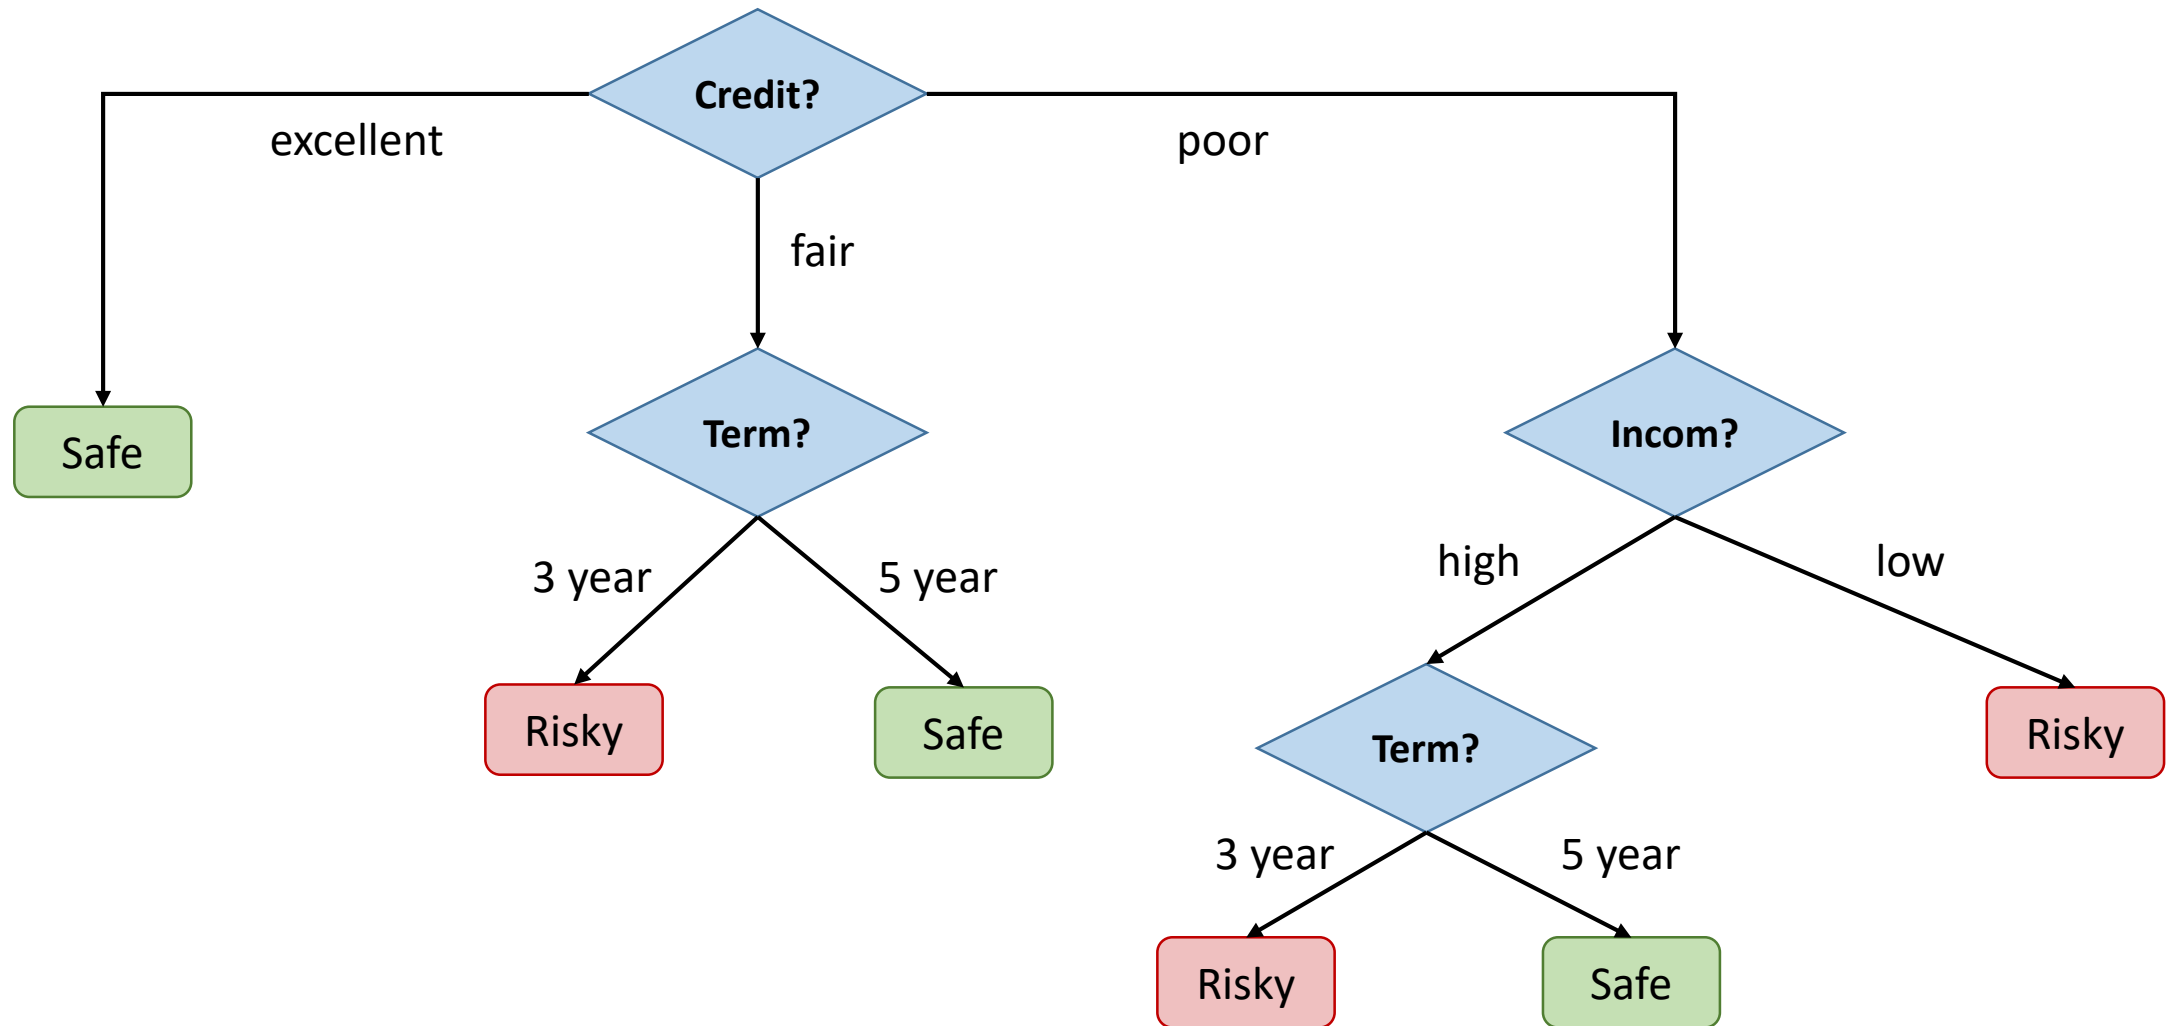 Credit?
excellent
poor
fair
Safe
Term?
Incom?
3 year
5 year
high
low
Risky
Safe
Term?
Risky
3 year
5 year
Risky
Safe